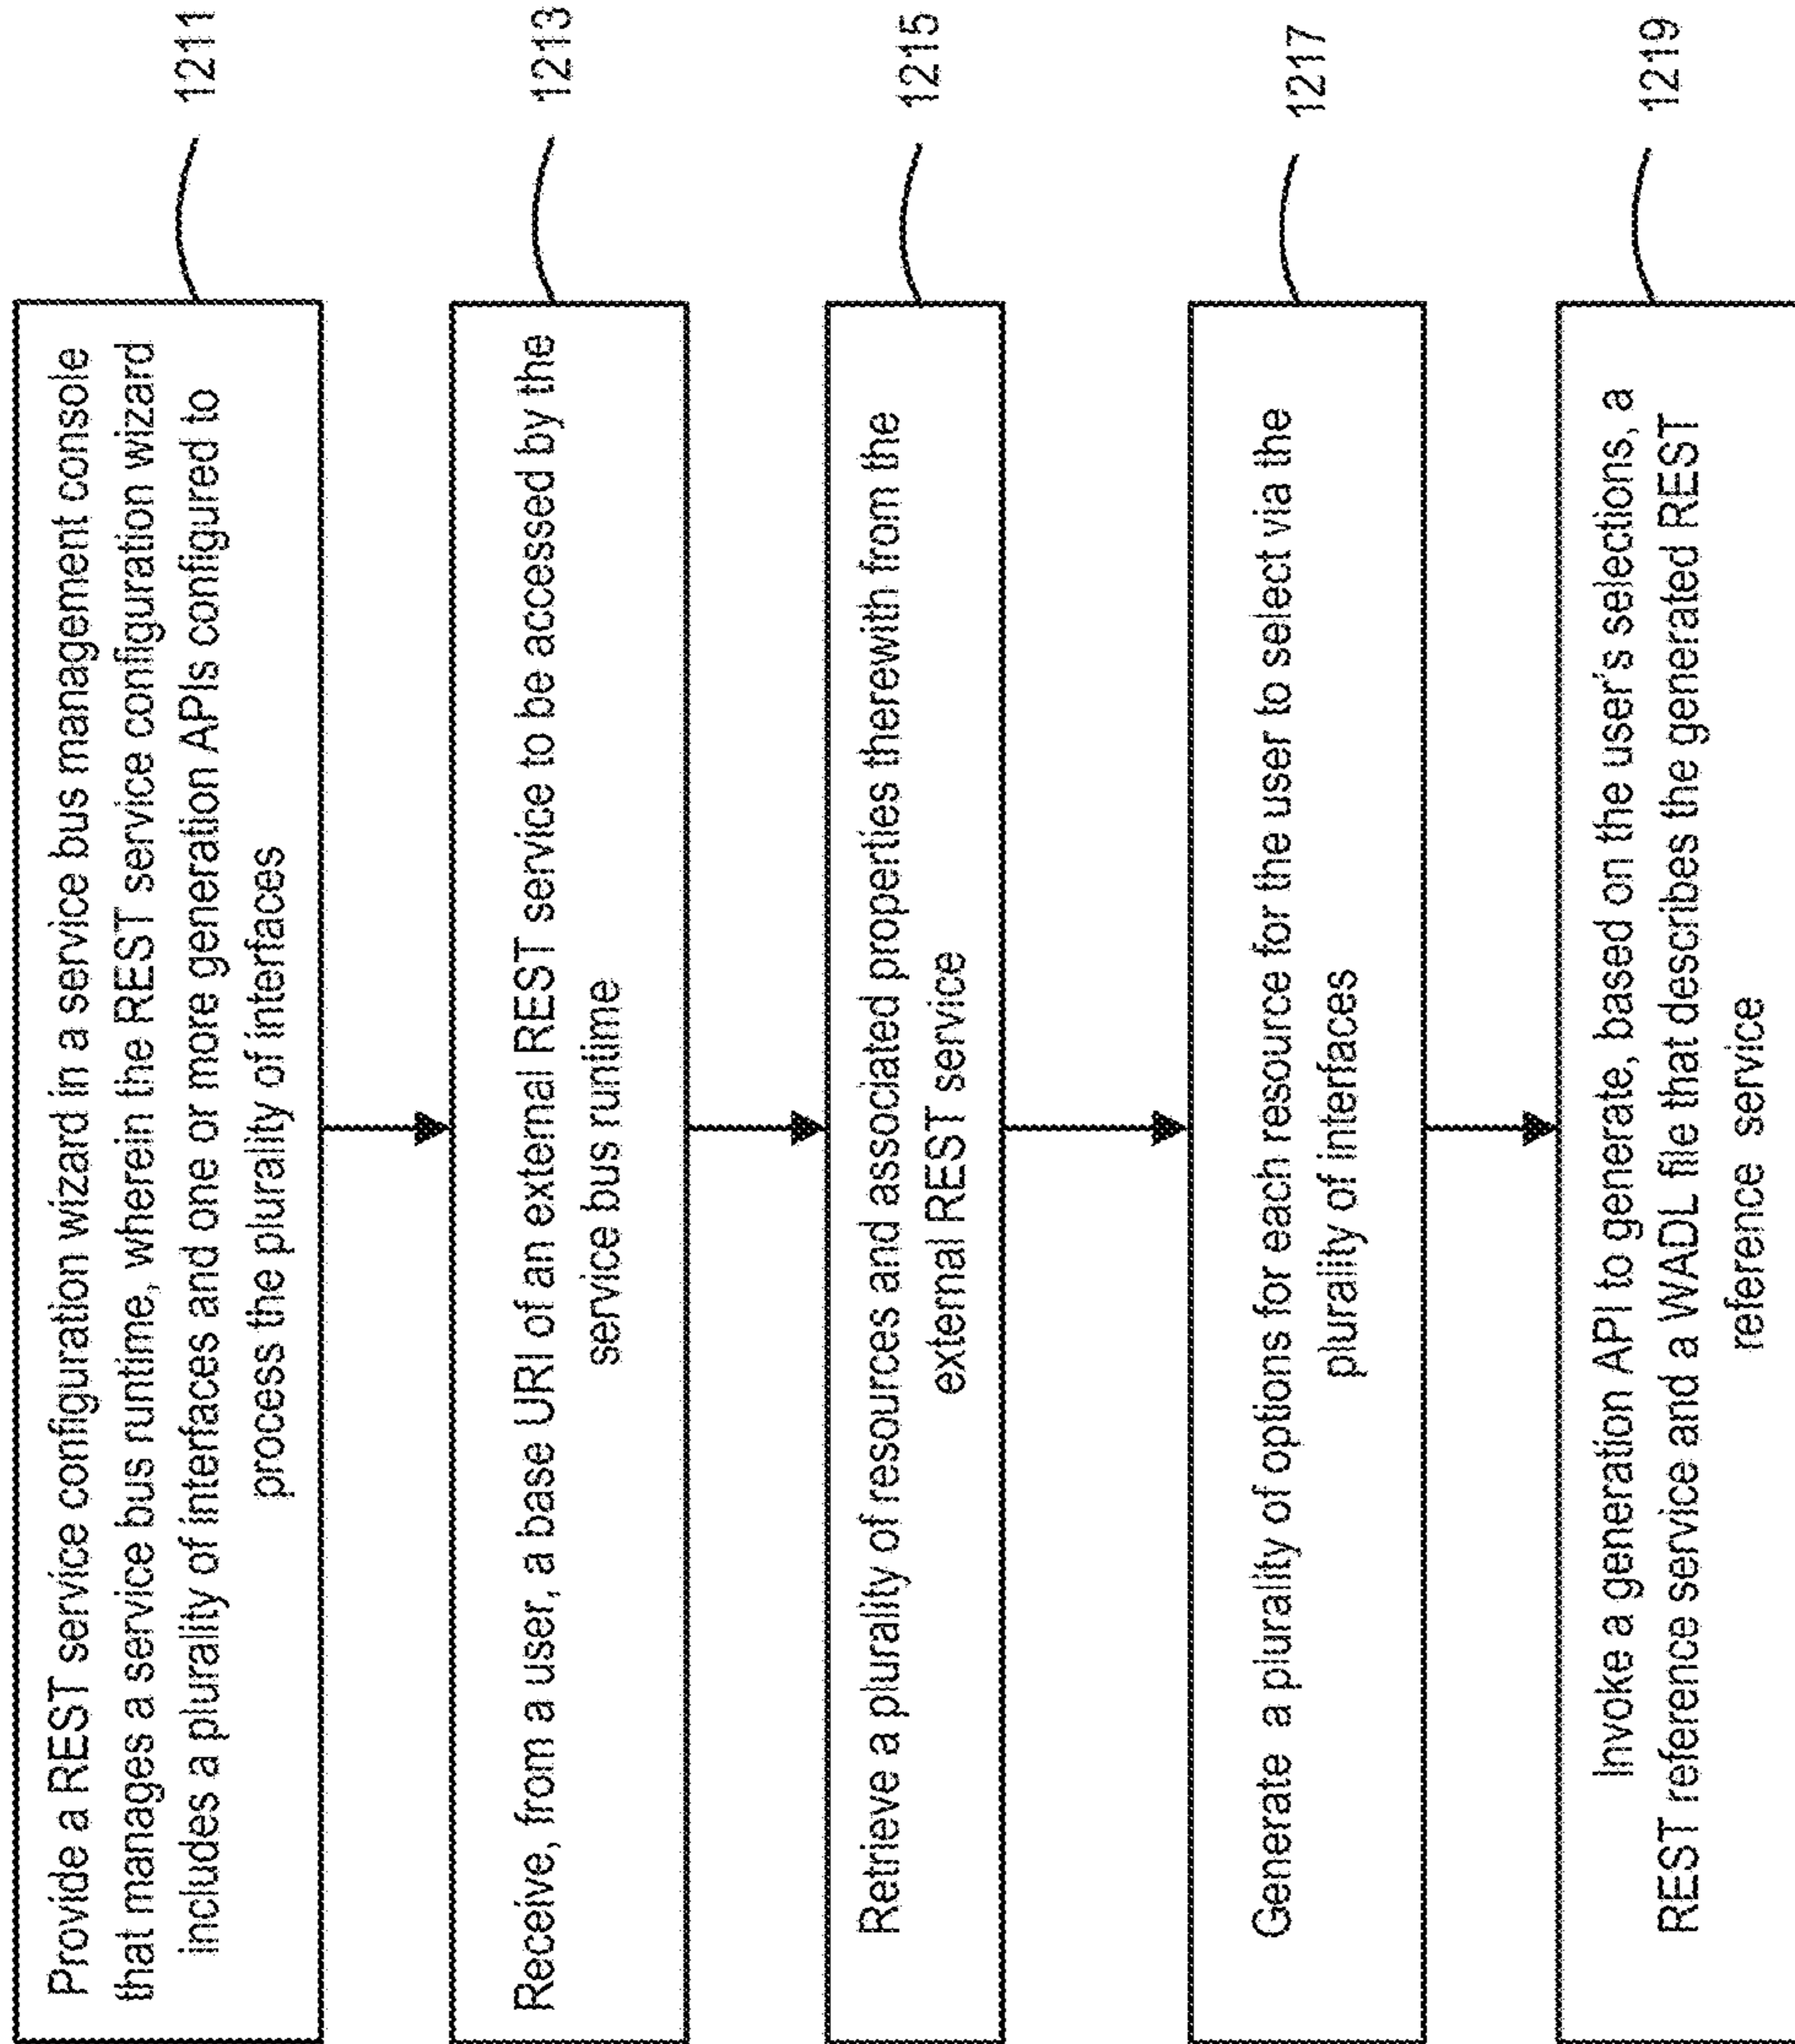 Provide a REST service configuration wizard in a service bus management console
that manages a service bus runtime, wherein the REST service configuration wizard
includes a plurality of interfaces and one or more generation APIs configured to
process the plurality of interfaces
1211
Receive, from a user, a base URI of an external REST service to be accessed by the
service bus runtime
1213
Retrieve a plurality of resources and associated properties therewith from the
external REST service
1215
Generate a plurality of options for each resource for the user to select via the
plurality of interfaces
1217
Invoke a generation API to generate, based on the user's selections, a
REST reference service and a WADL file that describes the generated REST
reference service
1219